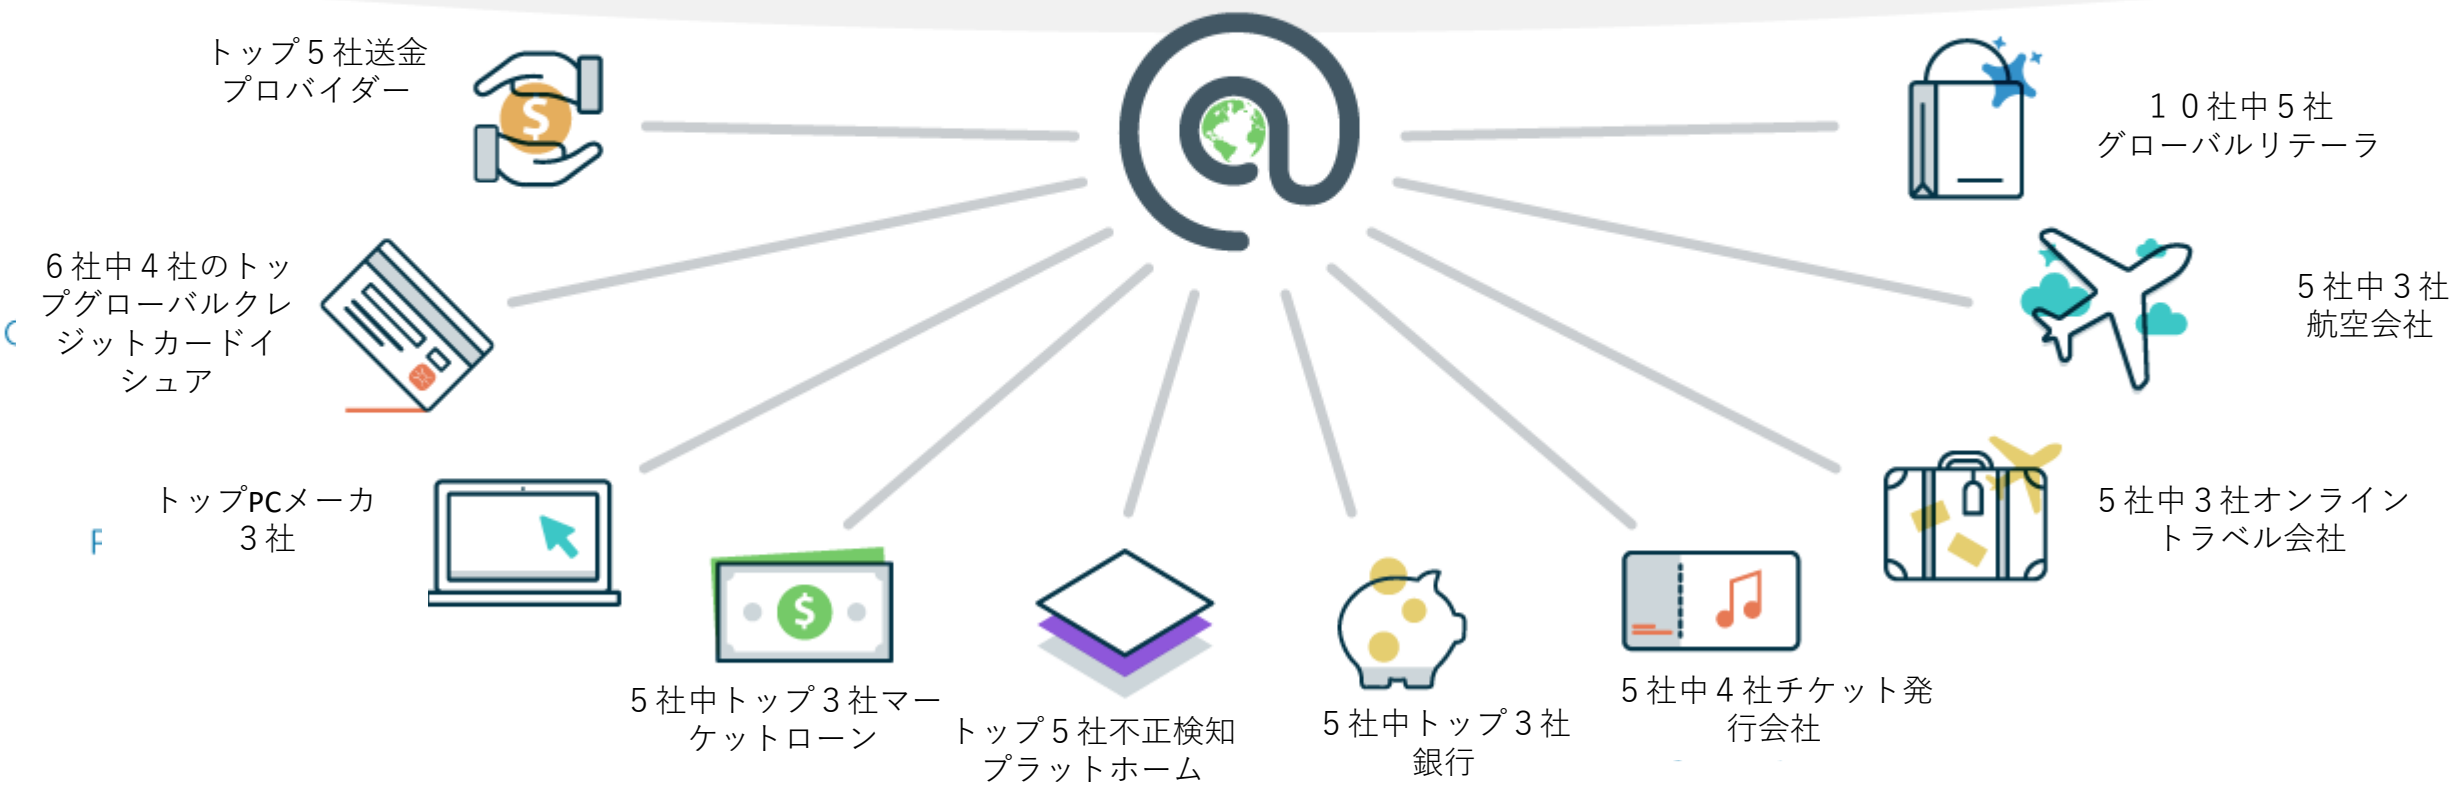 トップ５社送金
プロバイダー
６社中４社のトッ
プグローバルクレ
ジットカードイ
シュア
トップPCメーカ
３社
５社中トップ３社マー
ケットローン
トップ５社不正検知
プラットホーム
５社中トップ３社
銀行
５社中４社チケット発
行会社
５社中３社オンライン
トラベル会社
５社中３社
航空会社
１０社中５社
グローバルリテーラ